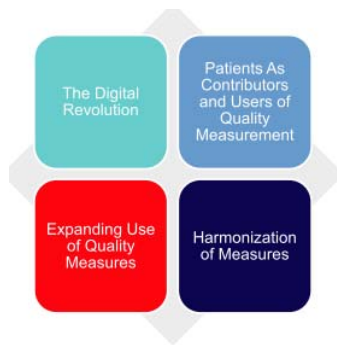 The Digital
Revolution
Patients As
Contributors
and Users of
Quality
Measurement
Expanding Use
of Quality
Measures
Harmonization
of Measures